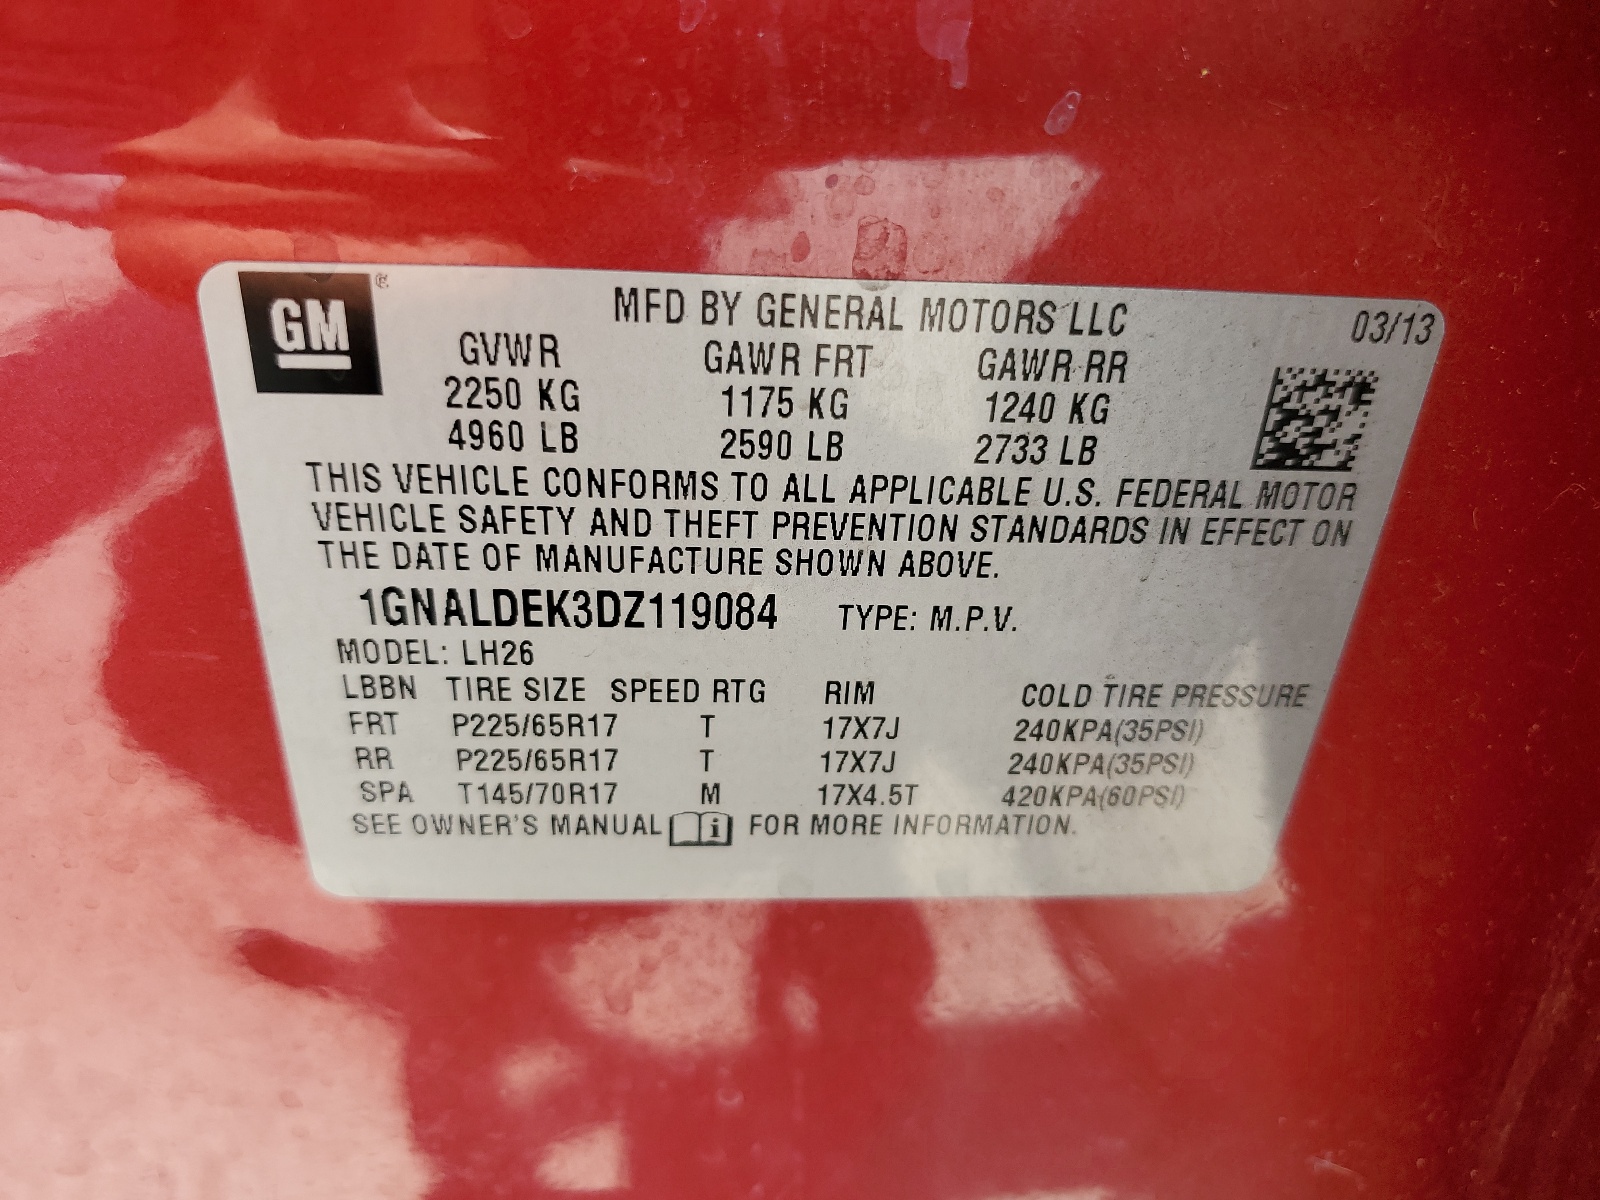 GM
MFD BY GENERAL MOTORS LLC 03/13
GVWR GAWR FRT GAWR RR
2250 KG 1175 KG 1240 KG
4960 LB 2590 LB 2733 LB
THIS VEHICLE CONFORMS TO ALL APPLICABLE U.S. FEDERAL MOTOR
VEHICLE SAFETY AND THEFT PREVENTION STANDARDS IN EFFECT ON
THE DATE OF MANUFACTURE SHOWN ABOVE.
1GNALDEK3DZ119084 TYPE: M.P.V.
MODEL: LH26
LBBN TIRE SIZE SPEED RTG RIM COLD TIRE PRESSURE
FRT P225/65R17 T 17X7J 240KPA(35PSI)
RR P225/65R17 T 17X7J 240KPA(35PSI)
SPA T145/70R17 M 17X4.5T 420KPA(60PSI)
SEE OWNER'S MANUAL i FOR MORE INFORMATION.